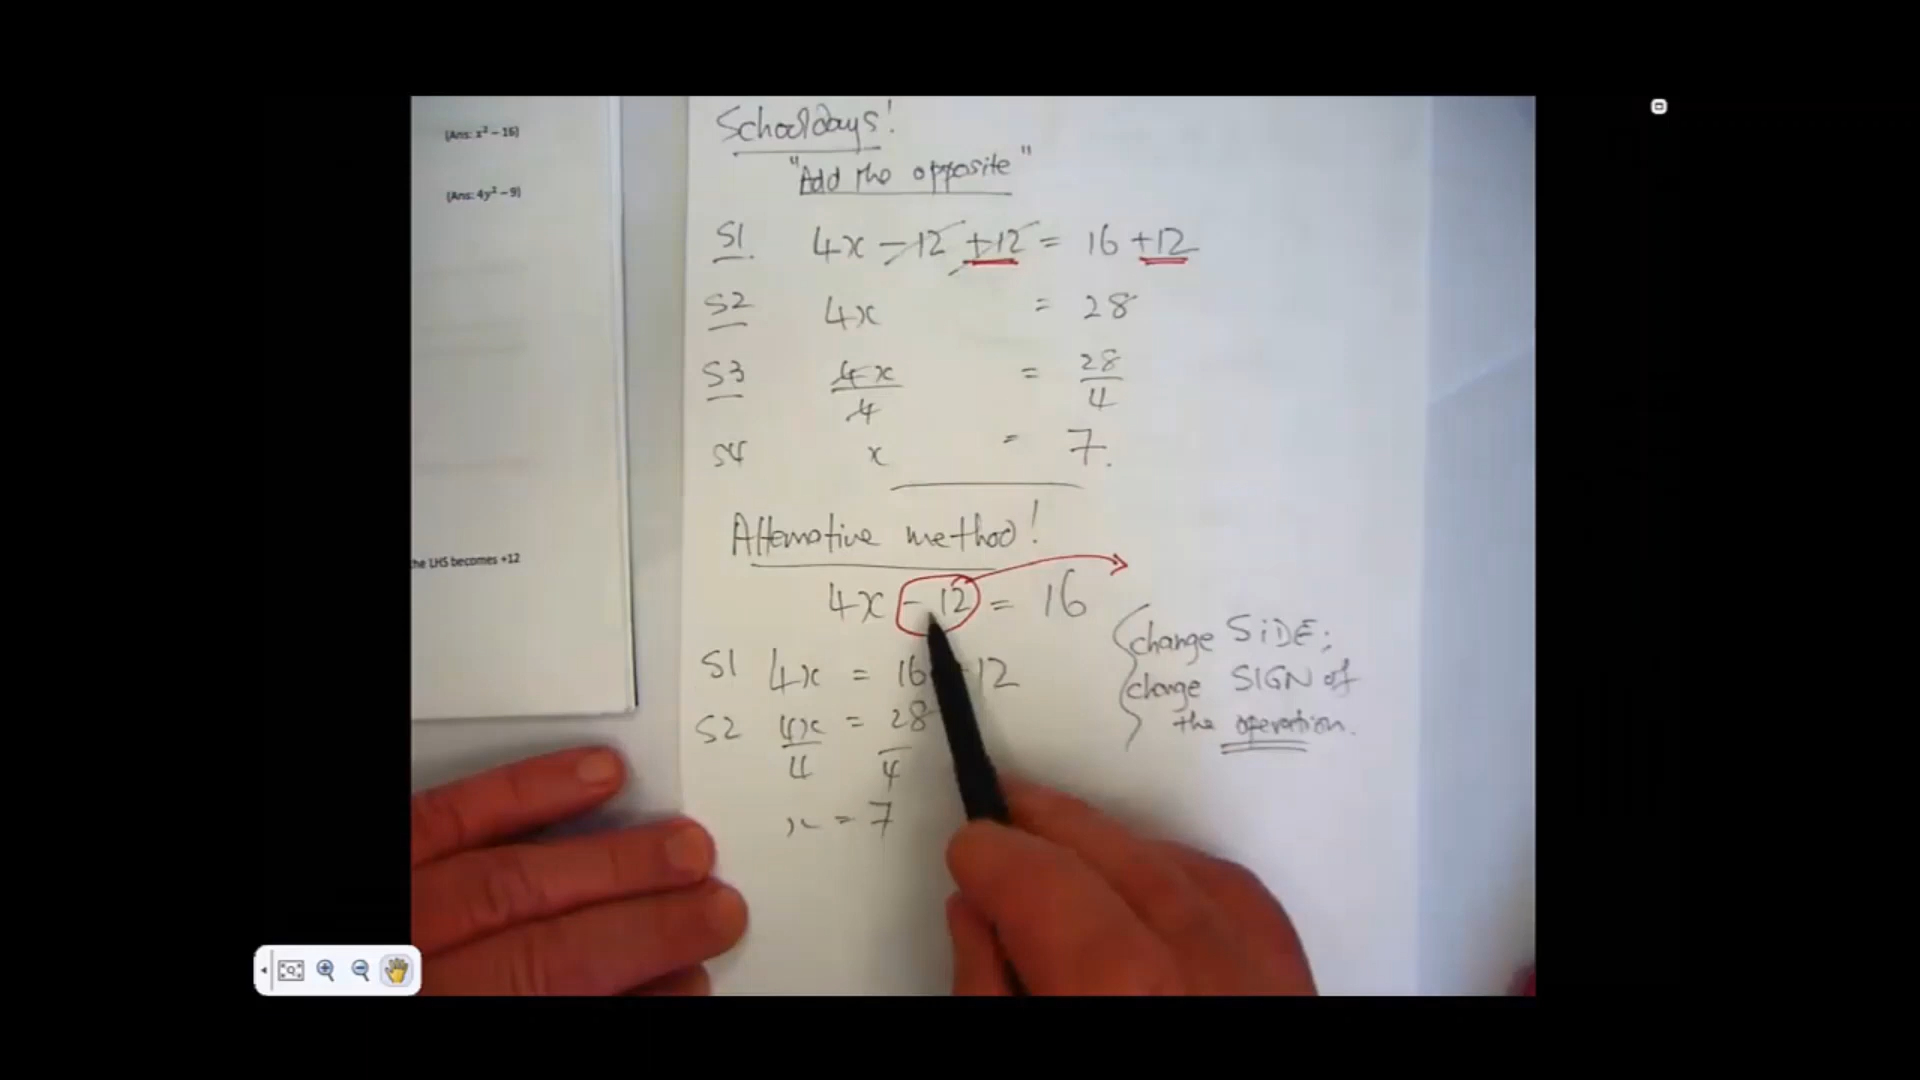 (Ans: x² – 16)
(Ans: 4y² – 9)
he LHS becomes +12
Schooldays!
"Add the opposite"
S1. 4x – 12 +12 = 16 +12
S2 4x = 28
S3 4x/4 = 28/4
S4 x = 7.
Alternative method!
4x – 12 = 16
S1 4x = 16 +12
S2 4x/4 = 28/4
x = 7
change SiDE;
change SIGN of
the operation.